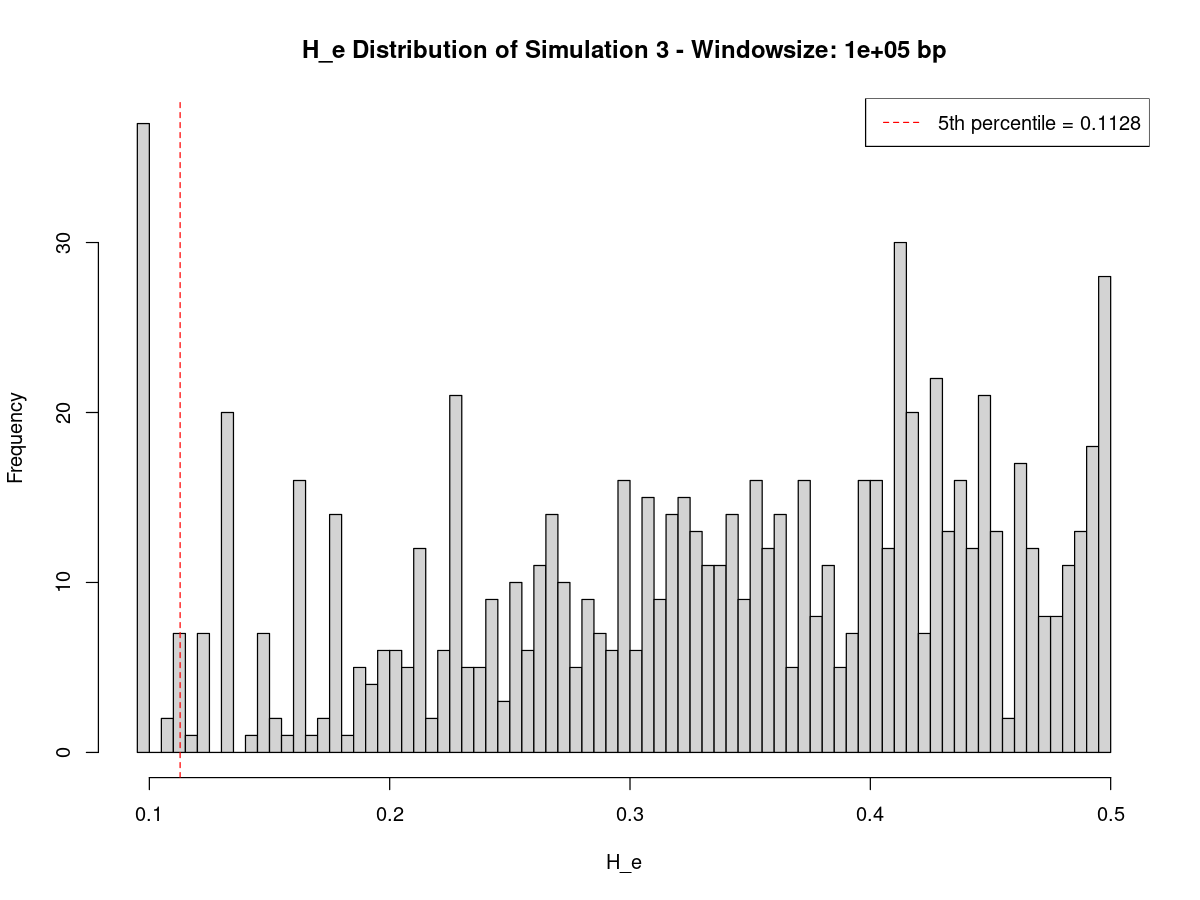 H_e Distribution of Simulation 3 - Windowsize: 1e+05 bp
5th percentile = 0.1128
Frequency
30
20
10
0
0.1 0.2 0.3 0.4 0.5
H_e